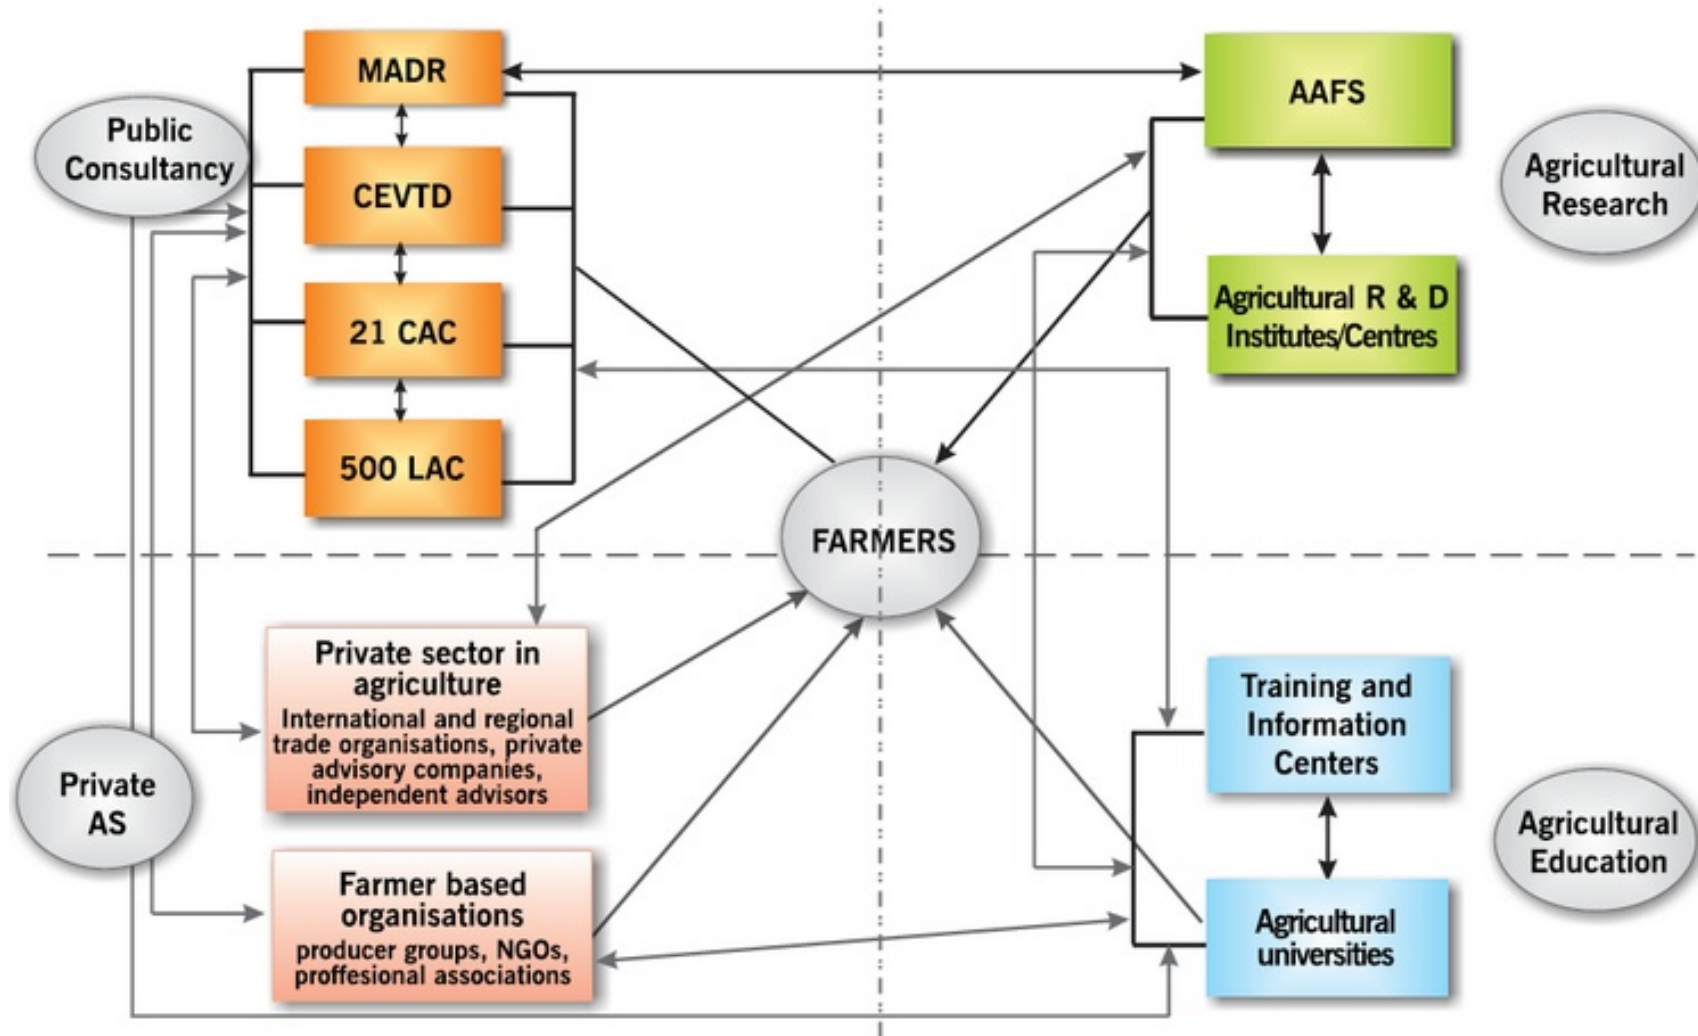 MADR
CEVTD
21 CAC
500 LAC
Public
Consultancy
AAFS
Agricultural R & D
Institutes/Centres
Agricultural
Research
FARMERS
Private sector in
agriculture
International and regional
trade organisations, private
advisory companies,
independent advisors
Farmer based
organisations
producer groups, NGOs,
proffesional associations
Private
AS
Training and
Information
Centers
Agricultural
universities
Agricultural
Education